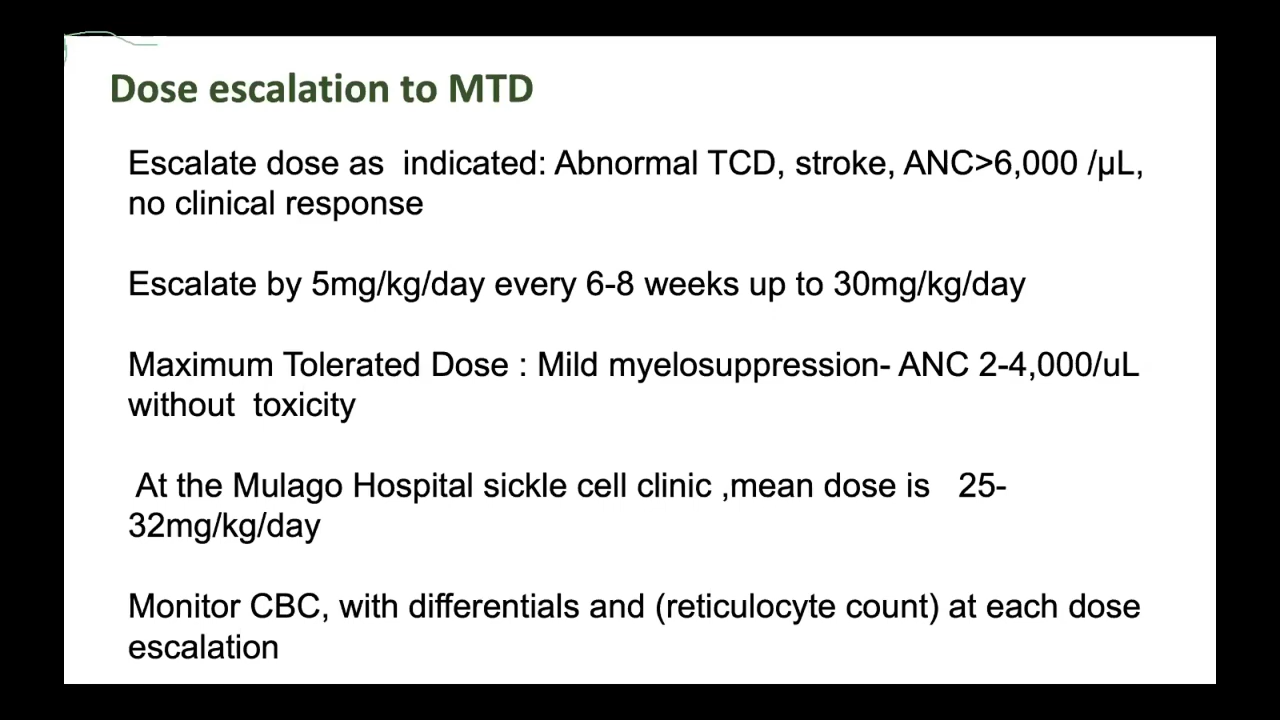 Dose escalation to MTD
Escalate dose as  indicated: Abnormal TCD, stroke, ANC>6,000 /µL,
no clinical response
Escalate by 5mg/kg/day every 6-8 weeks up to 30mg/kg/day
Maximum Tolerated Dose : Mild myelosuppression- ANC 2-4,000/uL
without  toxicity
At the Mulago Hospital sickle cell clinic ,mean dose is   25-
32mg/kg/day
Monitor CBC, with differentials and (reticulocyte count) at each dose
escalation